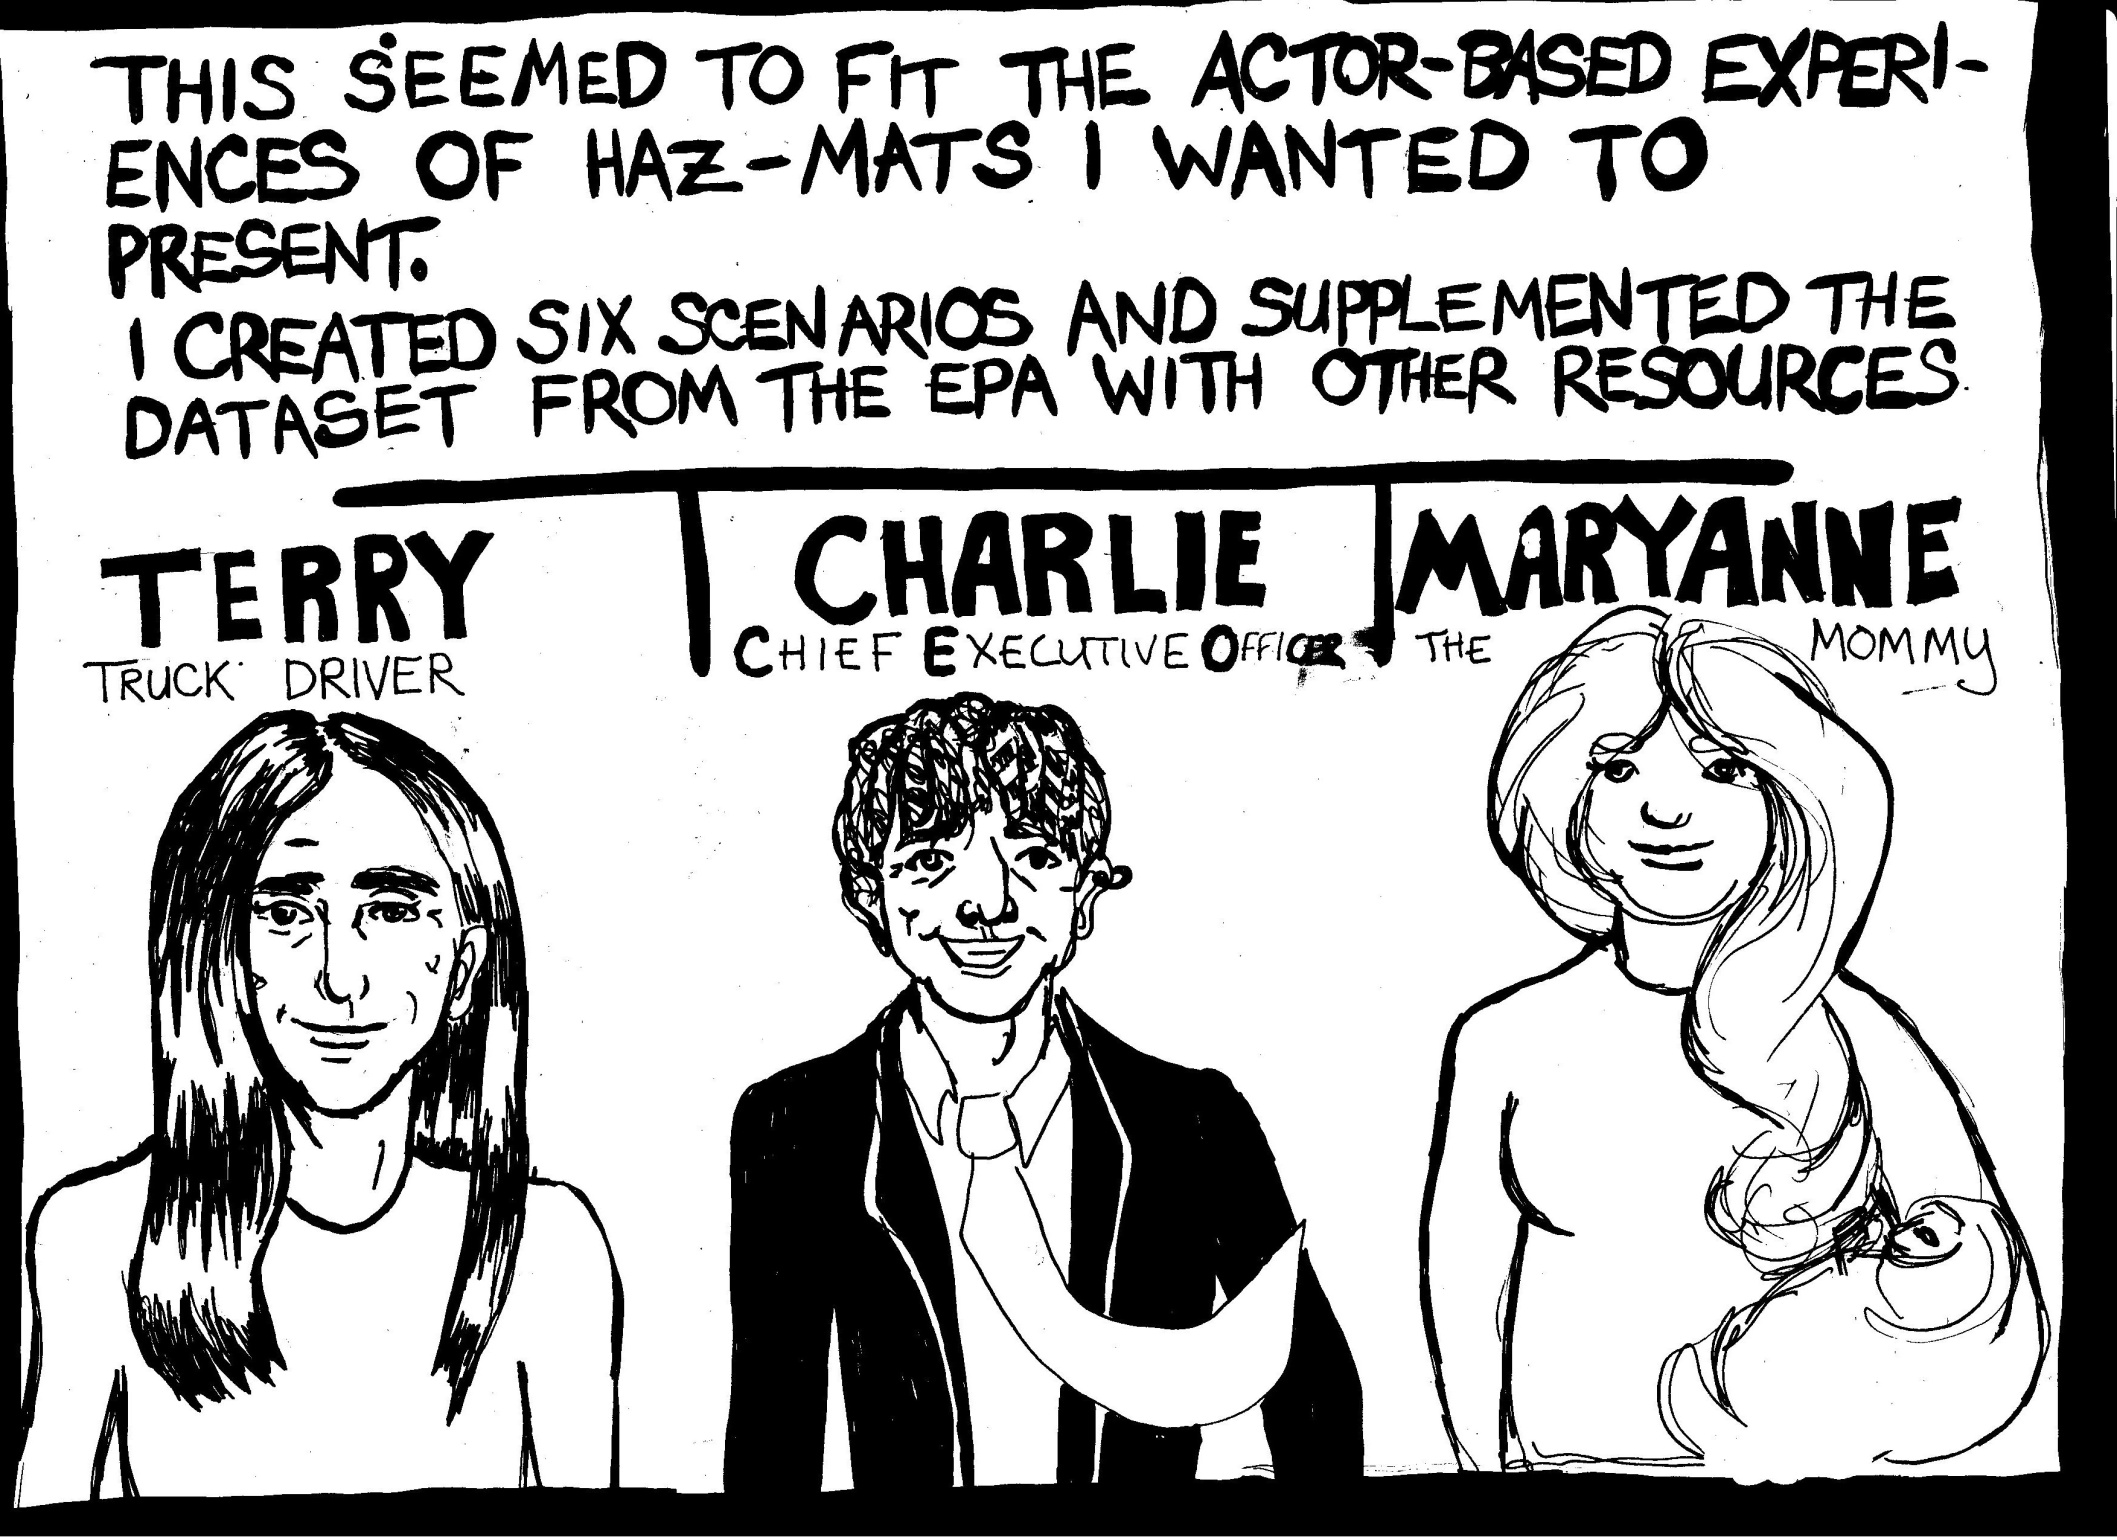 THIS SEEMED TO FIT THE ACTOR-BASED EXPERI-
ENCES OF HAZ-MATS I WANTED TO
PRESENT.
I CREATED SIX SCENARIOS AND SUPPLEMENTED THE
DATASET FROM THE EPA WITH OTHER RESOURCES.
TERRY
TRUCK DRIVER
CHARLIE
CHIEF EXECUTIVE OFFICER
MARYANNE
THE MOMMY